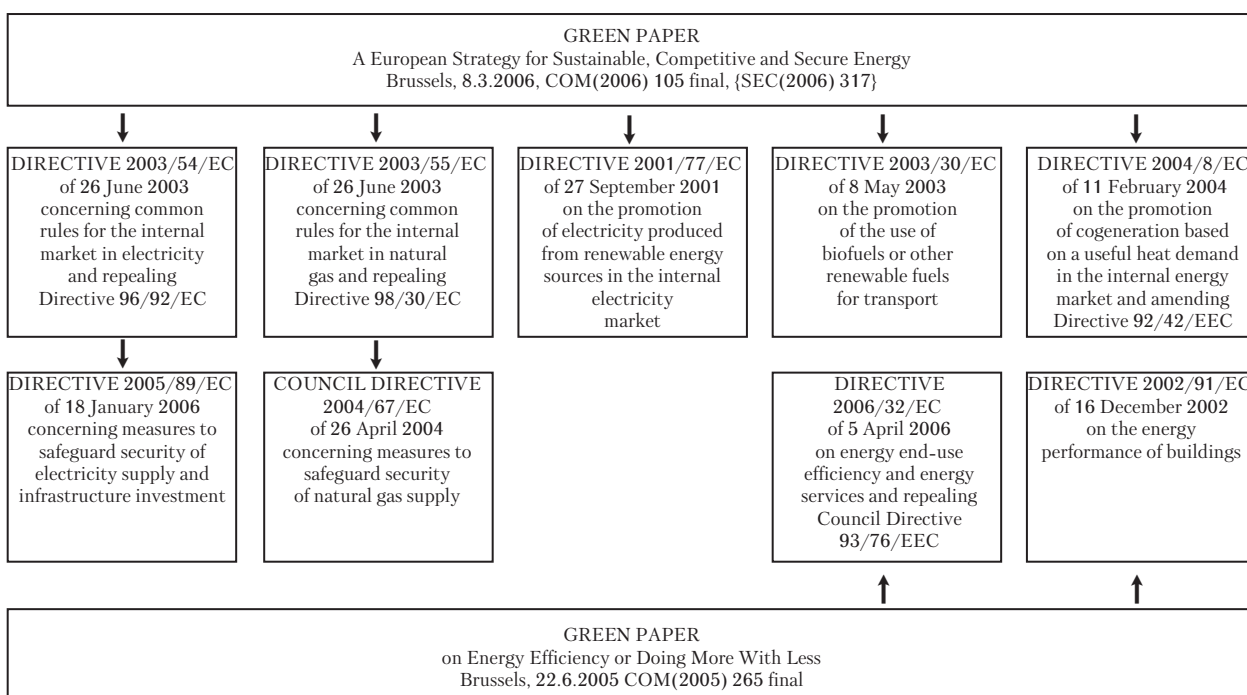 GREEN PAPER
A European Strategy for Sustainable, Competitive and Secure Energy
Brussels, 8.3.2006, COM(2006) 105 final, {SEC(2006) 317}
DIRECTIVE 2003/54/EC
of 26 June 2003
concerning common
rules for the internal
market in electricity
and repealing
Directive 96/92/EC
DIRECTIVE 2003/55/EC
of 26 June 2003
concerning common
rules for the internal
market in natural
gas and repealing
Directive 98/30/EC
DIRECTIVE 2001/77/EC
of 27 September 2001
on the promotion
of electricity produced
from renewable energy
sources in the internal
electricity
market
DIRECTIVE 2003/30/EC
of 8 May 2003
on the promotion
of the use of
biofuels or other
renewable fuels
for transport
DIRECTIVE 2004/8/EC
of 11 February 2004
on the promotion
of cogeneration based
on a useful heat demand
in the internal energy
market and amending
Directive 92/42/EEC
DIRECTIVE 2005/89/EC
of 18 January 2006
concerning measures to
safeguard security of
electricity supply and
infrastructure investment
COUNCIL DIRECTIVE
2004/67/EC
of 26 April 2004
concerning measures to
safeguard security
of natural gas supply
DIRECTIVE
2006/32/EC
of 5 April 2006
on energy end-use
efficiency and energy
services and repealing
Council Directive
93/76/EEC
DIRECTIVE 2002/91/EC
of 16 December 2002
on the energy
performance of buildings
GREEN PAPER
on Energy Efficiency or Doing More With Less
Brussels, 22.6.2005 COM(2005) 265 final